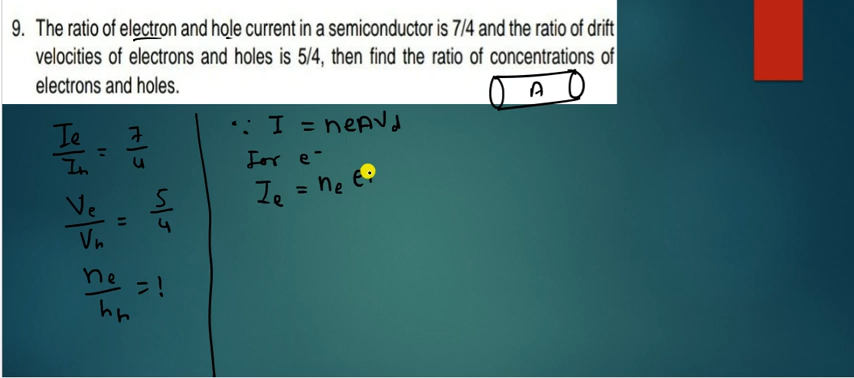 9. The ratio of electron and hole current in a semiconductor is 7/4 and the ratio of drift
velocities of electrons and holes is 5/4, then find the ratio of concentrations of
electrons and holes.
A
Ie/Ih = 7/4
Ve/Vh = 5/4
ne/hh = !
∵ I = neAVd
For e⁻
Ie = ne e